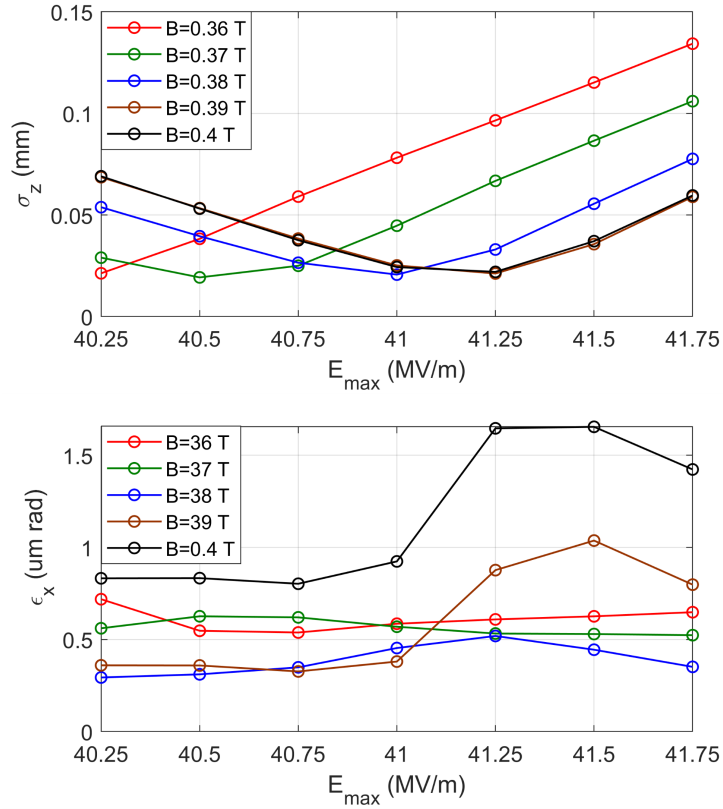 0.15
0.1
0.05
0
σz (mm)
B=0.36 T
B=0.37 T
B=0.38 T
B=0.39 T
B=0.4 T
40.25 40.5 40.75 41 41.25 41.5 41.75
Emax (MV/m)
1.5
1
0.5
0
ϵx (um rad)
B=36 T
B=37 T
B=38 T
B=39 T
B=0.4 T
40.25 40.5 40.75 41 41.25 41.5 41.75
Emax (MV/m)